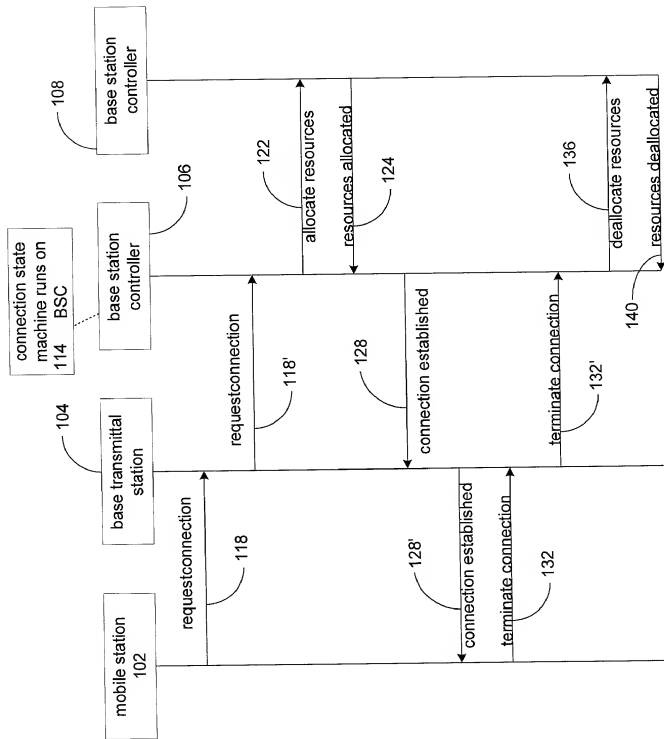 connection state
machine runs on
114 BSC
mobile station
102
base transmittal
station
104
base station
controller
106
base station
controller
108
requestconnection
118
requestconnection
118'
allocate resources
122
resources allocated
124
connection established
128
connection established
128'
terminate connection
132
terminate connection
132'
deallocate resources
136
resources deallocated
140